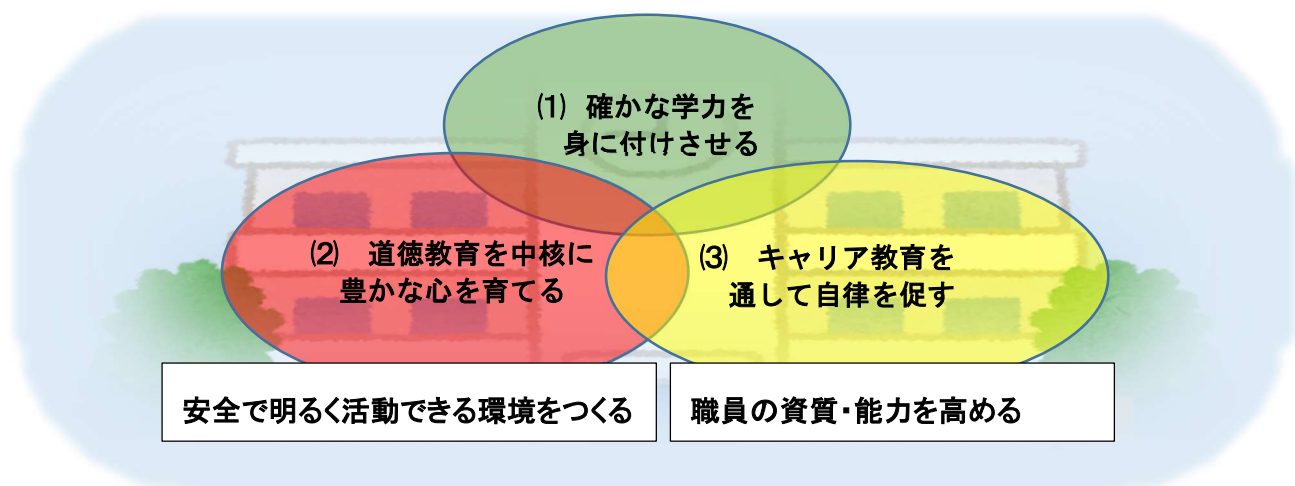 ⑴ 確かな学力を
身に付けさせる
⑵ 道徳教育を中核に
豊かな心を育てる
⑶ キャリア教育を
通して自律を促す
安全で明るく活動できる環境をつくる
職員の資質・能力を高める